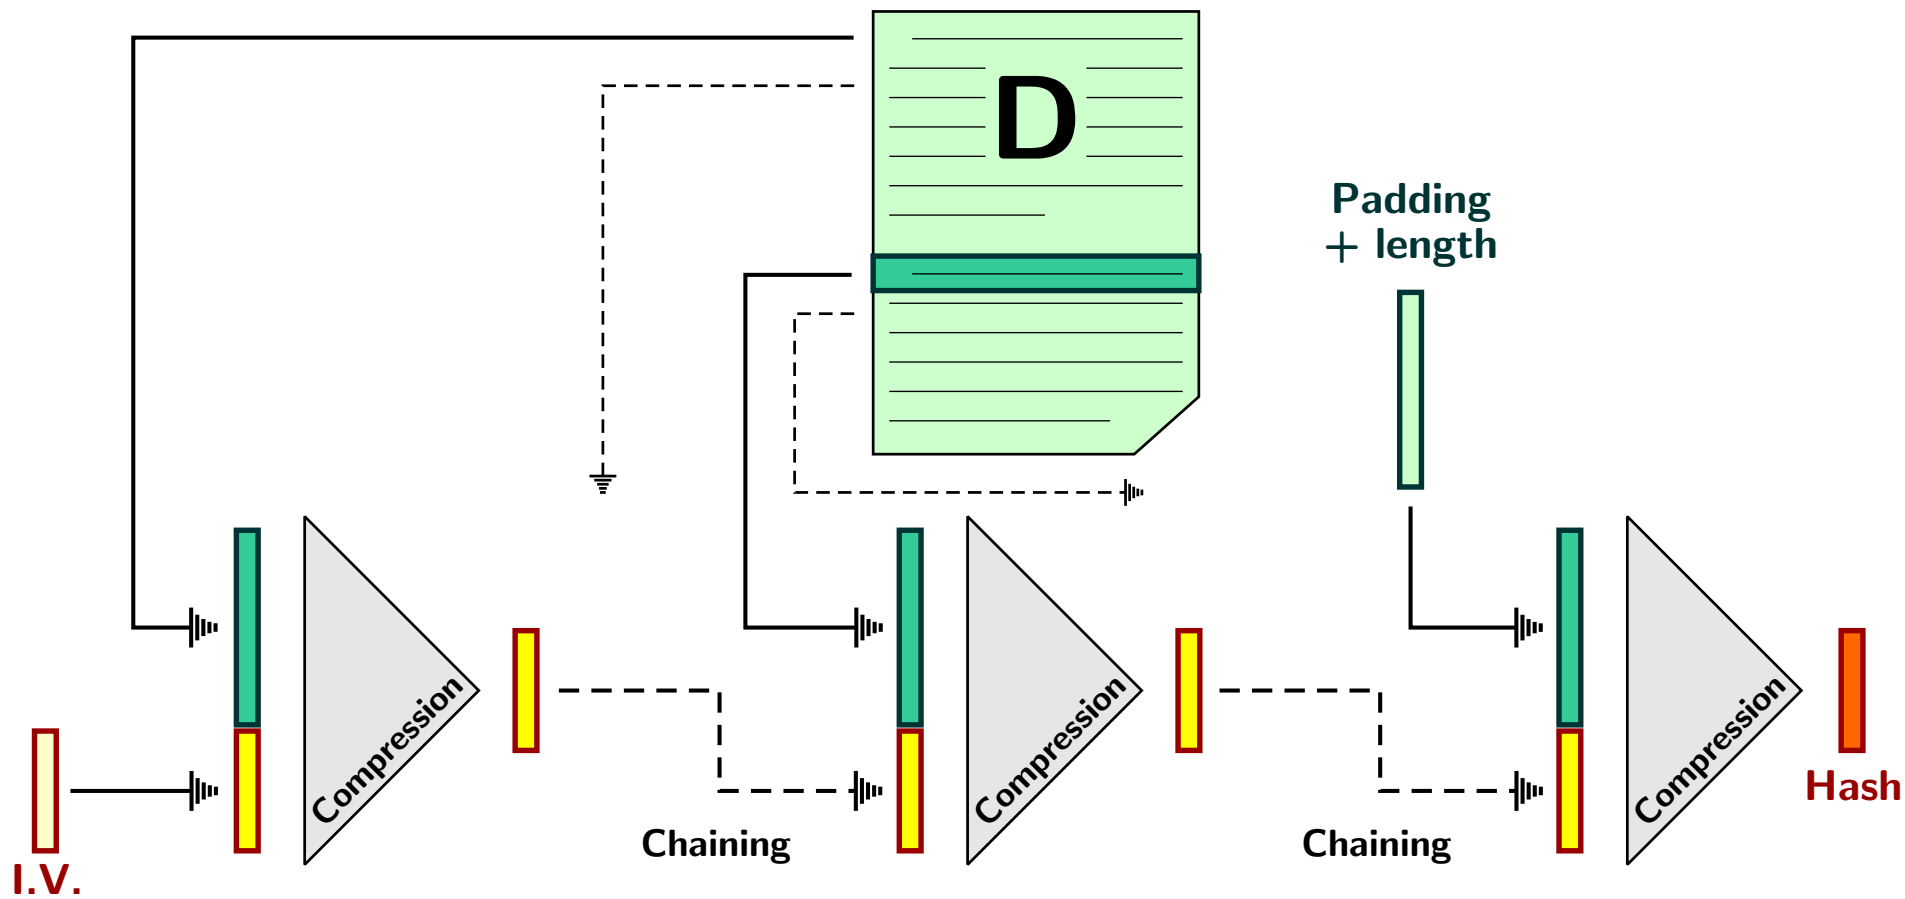 D
Padding
+ length
Compression
Compression
Compression
Hash
Chaining
Chaining
I.V.